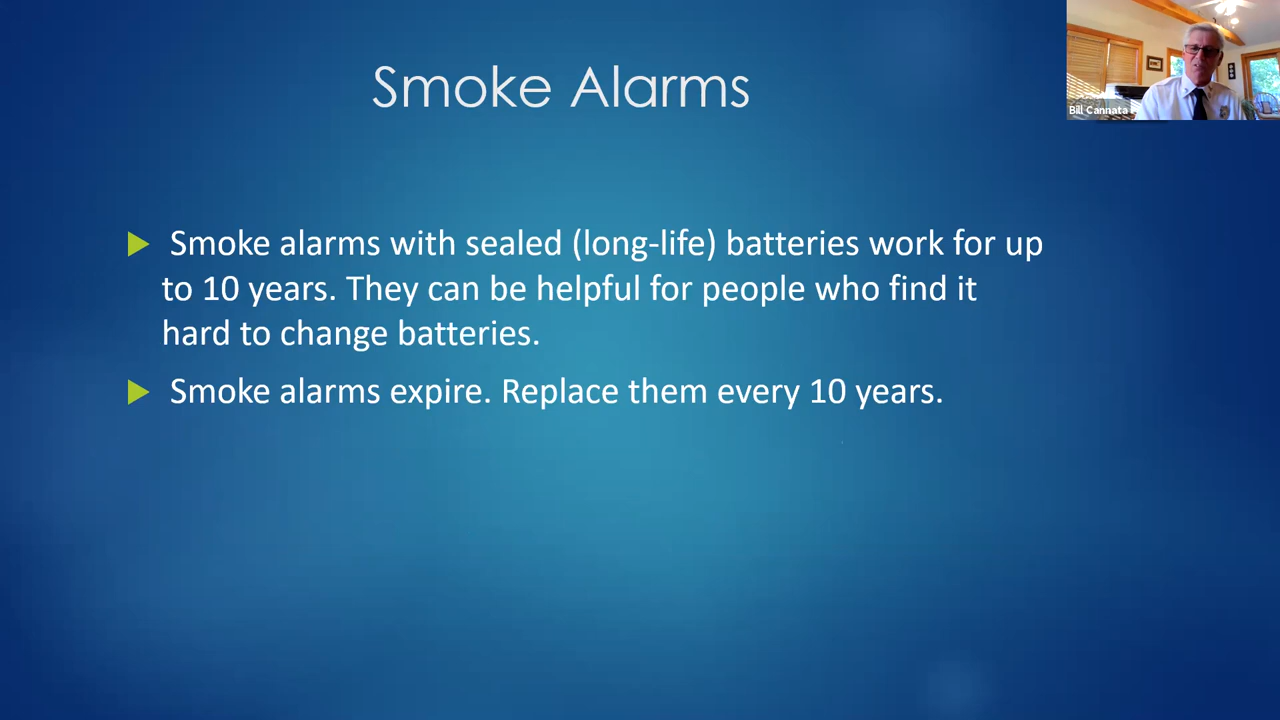 Smoke Alarms
Bill Cannata
Smoke alarms with sealed (long-life) batteries work for up
to 10 years. They can be helpful for people who find it
hard to change batteries.
Smoke alarms expire. Replace them every 10 years.